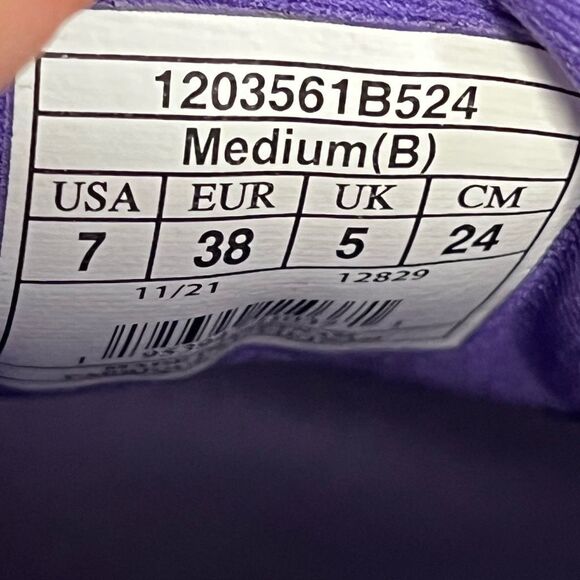 1203561B524
Medium(B)
USA EUR UK CM
7 38 5 24
11/21 12829